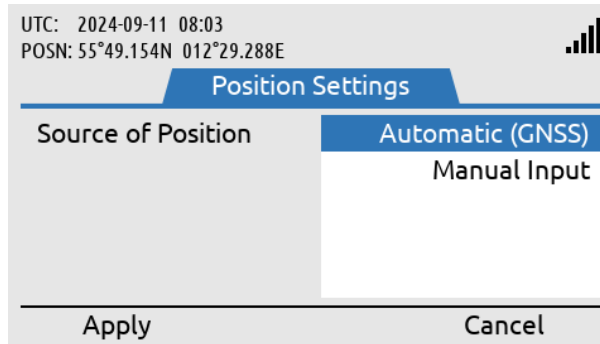 UTC: 2024-09-11 08:03
POSN: 55°49.154N 012°29.288E
Position Settings
Source of Position Automatic (GNSS)
Manual Input
Apply Cancel